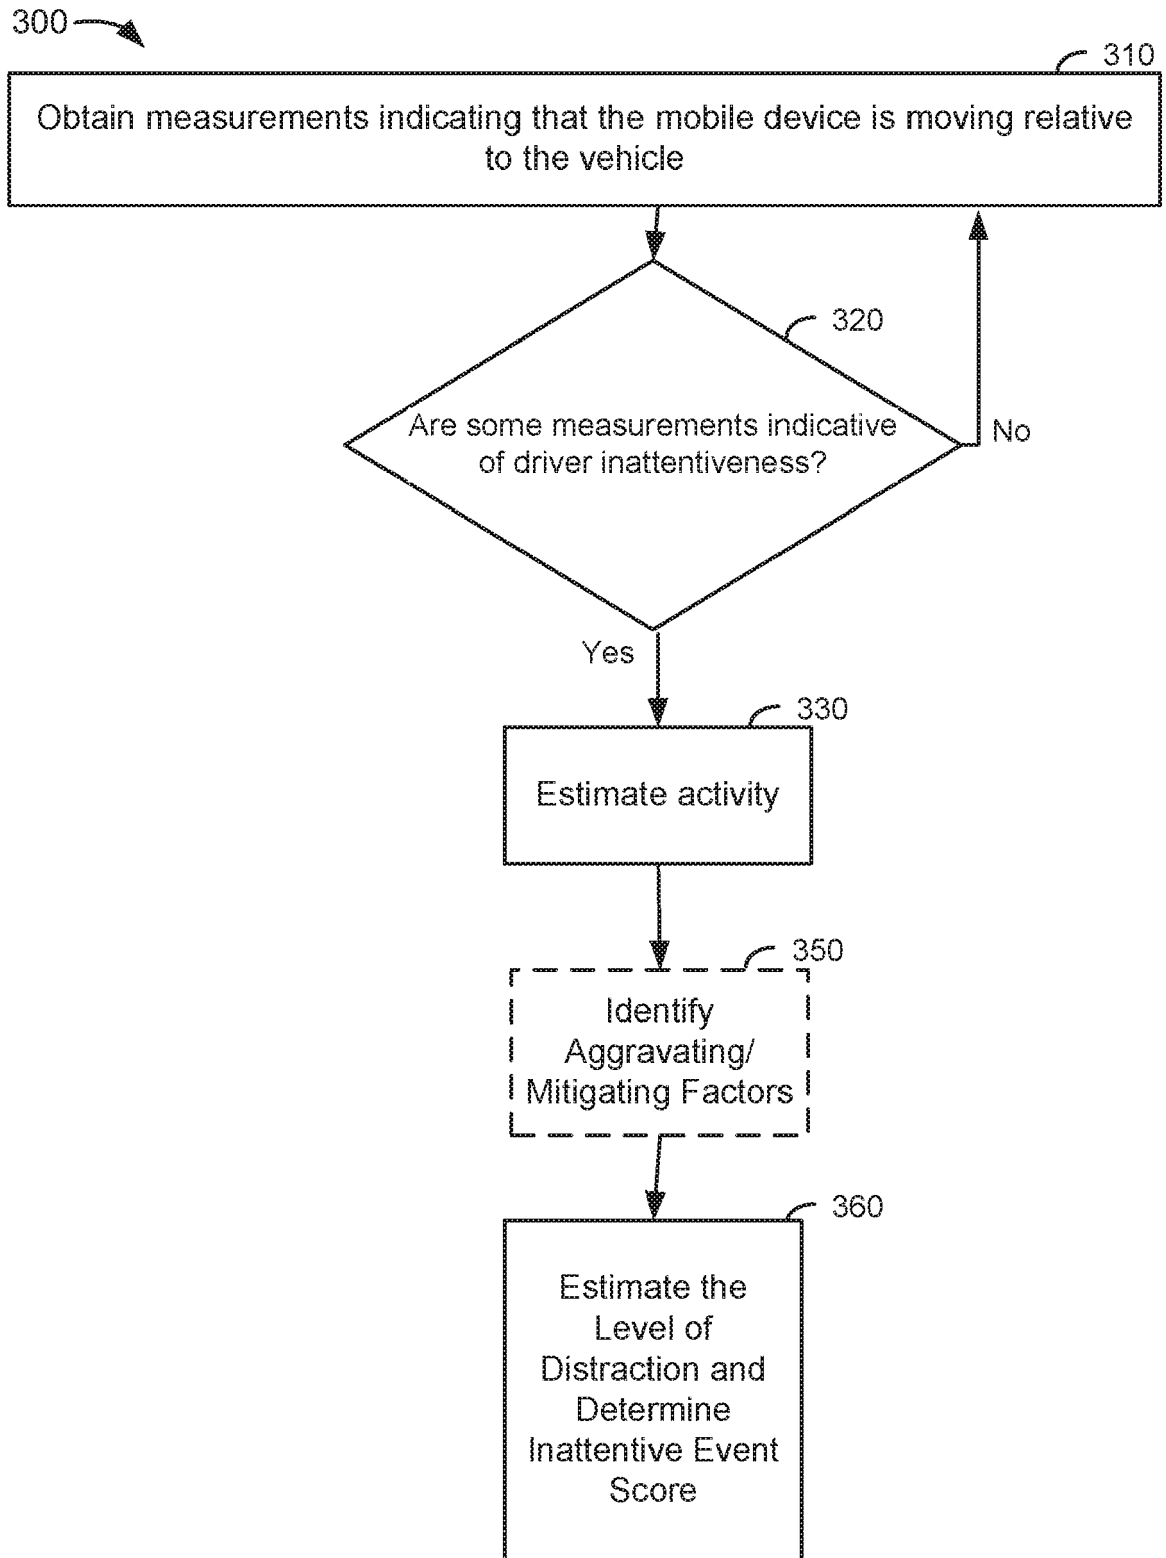 300
310
Obtain measurements indicating that the mobile device is moving relative
to the vehicle
320
Are some measurements indicative
of driver inattentiveness?
No
Yes
330
Estimate activity
350
Identify
Aggravating/
Mitigating Factors
360
Estimate the
Level of
Distraction and
Determine
Inattentive Event
Score